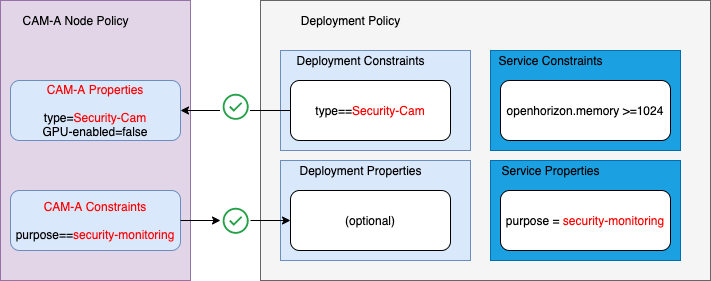 CAM-A Node Policy
CAM-A Properties
type=Security-Cam
GPU-enabled=false
CAM-A Constraints
purpose==security-monitoring
Deployment Policy
Deployment Constraints
type==Security-Cam
Service Constraints
openhorizon.memory >=1024
Deployment Properties
(optional)
Service Properties
purpose = security-monitoring